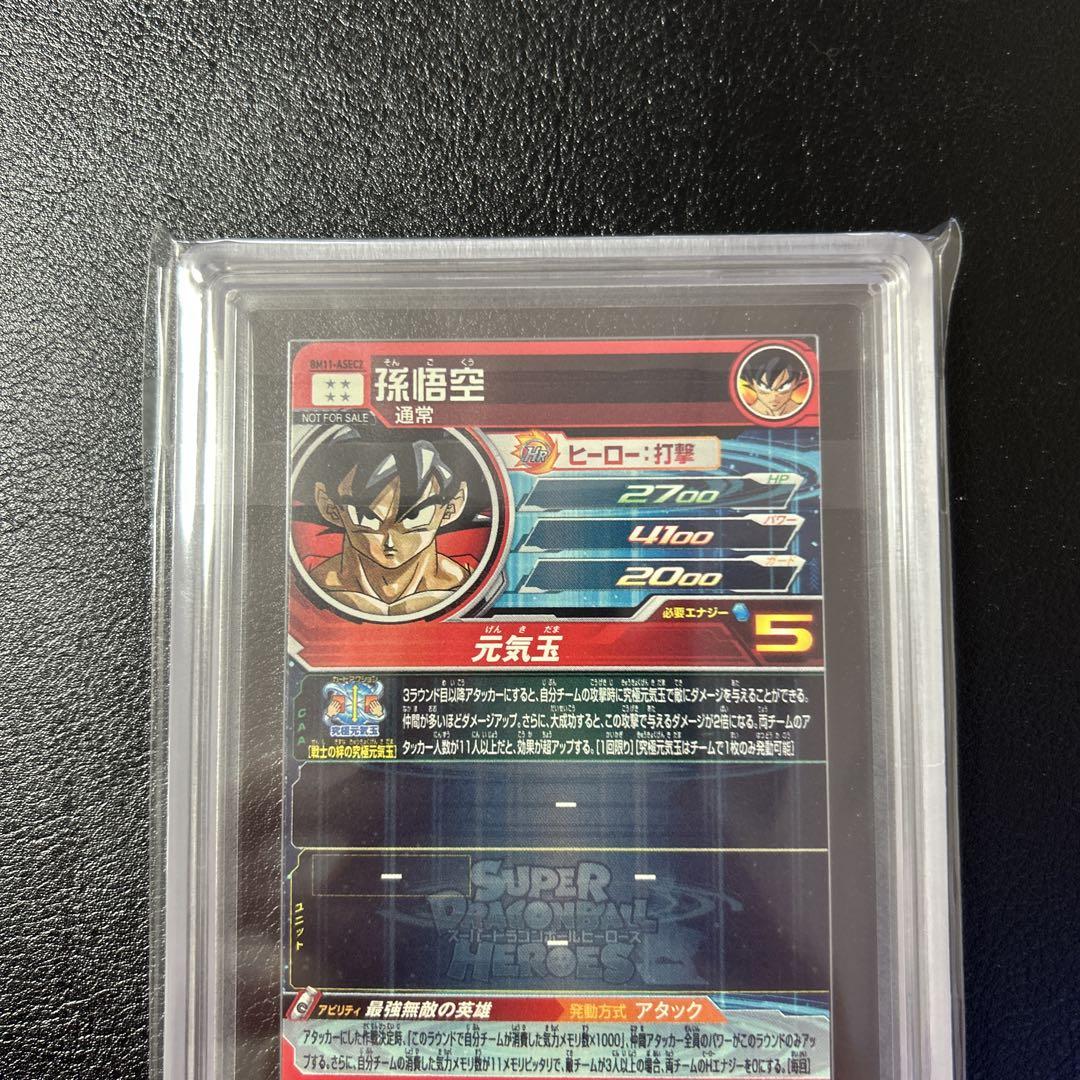 BM11-ASEC2
そん ご くう
孫悟空
通常
NOT FOR SALE
HR ヒーロー:打撃
HP
2700
パワー
4100
ガード
2000
必要エナジー 5
げん き だま
元気玉
CAA
カードアクション
究極元気玉
[戦士の絆の究極元気玉]
3ラウンド目以降アタッカーにすると、自分チームの攻撃時に究極元気玉で敵にダメージを与えることができる。
仲間が多いほどダメージアップ。さらに、大成功すると、この攻撃で与えるダメージが2倍になる。両チームのア
タッカー人数が11人以上だと、効果が超アップする。[1回限り][究極元気玉はチームで1枚のみ発動可能]
ー
ユニット
ー ー
ー
SUPER
DRAGONBALL
スーパードラゴンボールヒーローズ
HEROES
アビリティ 最強無敵の英雄 発動方式 アタック
アタッカーにした作戦決定時、「このラウンドで自分チームが消費した気力メモリ数×1000」、仲間アタッカー全員のパワーがこのラウンドのみアッ
プする。さらに、自分チームの消費した気力メモリ数が11メモリピッタリで、敵チームが3人以上の場合、両チームのHエナジーを0にする。[毎回]